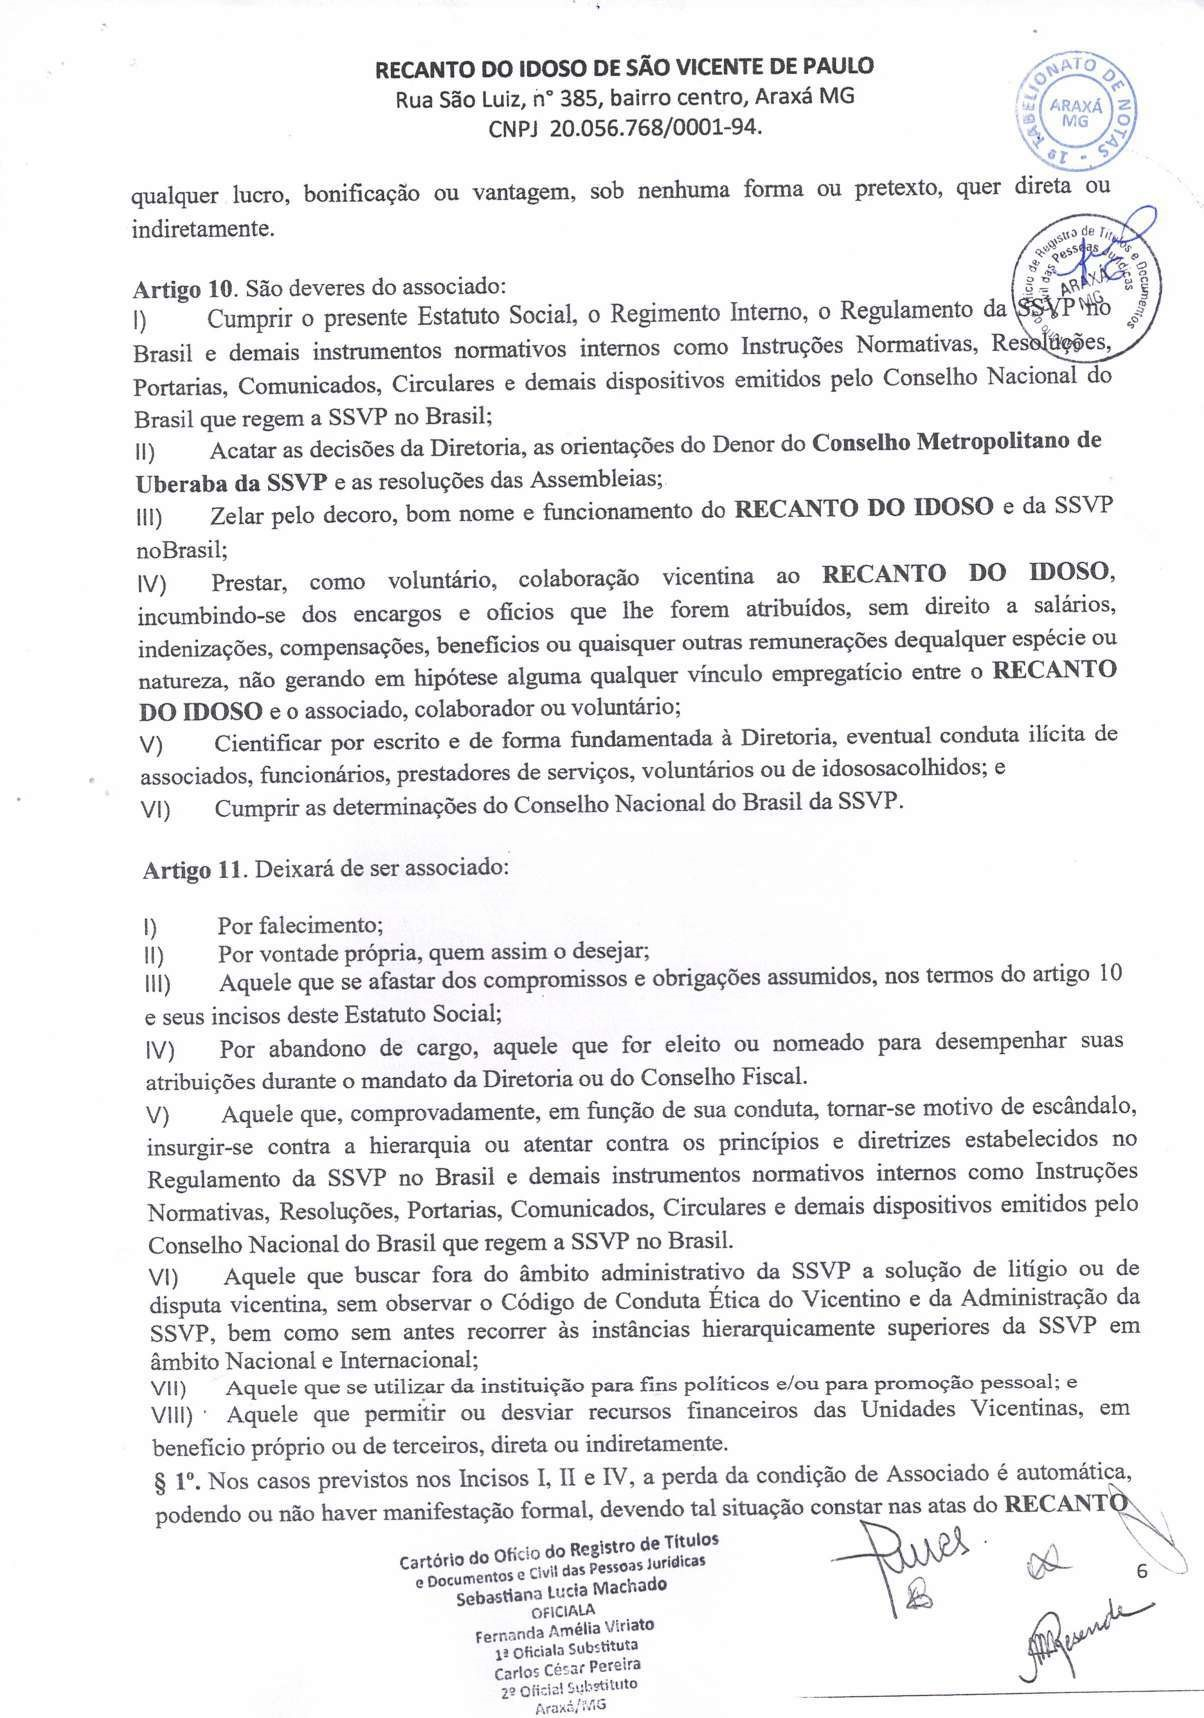 RECANTO DO IDOSO DE SÃO VICENTE DE PAULO
Rua São Luiz, n° 385, bairro centro, Araxá MG
CNPJ 20.056.768/0001-94.
1º TABELIONATO DE NOTAS -
ARAXÁ
MG
qualquer lucro, bonificação ou vantagem, sob nenhuma forma ou pretexto, quer direta ou
indiretamente.
Registro de Títulos e Documentos
das Pessoas Jurídicas
ARAXÁ
MG
Artigo 10. São deveres do associado:
I) Cumprir o presente Estatuto Social, o Regimento Interno, o Regulamento da SSVP no
Brasil e demais instrumentos normativos internos como Instruções Normativas, Resoluções,
Portarias, Comunicados, Circulares e demais dispositivos emitidos pelo Conselho Nacional do
Brasil que regem a SSVP no Brasil;
II) Acatar as decisões da Diretoria, as orientações do Denor do Conselho Metropolitano de
Uberaba da SSVP e as resoluções das Assembleias;
III) Zelar pelo decoro, bom nome e funcionamento do RECANTO DO IDOSO e da SSVP
noBrasil;
IV) Prestar, como voluntário, colaboração vicentina ao RECANTO DO IDOSO,
incumbindo-se dos encargos e ofícios que lhe forem atribuídos, sem direito a salários,
indenizações, compensações, benefícios ou quaisquer outras remunerações dequalquer espécie ou
natureza, não gerando em hipótese alguma qualquer vínculo empregatício entre o RECANTO
DO IDOSO e o associado, colaborador ou voluntário;
V) Cientificar por escrito e de forma fundamentada à Diretoria, eventual conduta ilícita de
associados, funcionários, prestadores de serviços, voluntários ou de idososacolhidos; e
VI) Cumprir as determinações do Conselho Nacional do Brasil da SSVP.
Artigo 11. Deixará de ser associado:
I) Por falecimento;
II) Por vontade própria, quem assim o desejar;
III) Aquele que se afastar dos compromissos e obrigações assumidos, nos termos do artigo 10
e seus incisos deste Estatuto Social;
IV) Por abandono de cargo, aquele que for eleito ou nomeado para desempenhar suas
atribuições durante o mandato da Diretoria ou do Conselho Fiscal.
V) Aquele que, comprovadamente, em função de sua conduta, tornar-se motivo de escândalo,
insurgir-se contra a hierarquia ou atentar contra os princípios e diretrizes estabelecidos no
Regulamento da SSVP no Brasil e demais instrumentos normativos internos como Instruções
Normativas, Resoluções, Portarias, Comunicados, Circulares e demais dispositivos emitidos pelo
Conselho Nacional do Brasil que regem a SSVP no Brasil.
VI) Aquele que buscar fora do âmbito administrativo da SSVP a solução de litígio ou de
disputa vicentina, sem observar o Código de Conduta Ética do Vicentino e da Administração da
SSVP, bem como sem antes recorrer às instâncias hierarquicamente superiores da SSVP em
âmbito Nacional e Internacional;
VII) Aquele que se utilizar da instituição para fins políticos e/ou para promoção pessoal; e
VIII) Aquele que permitir ou desviar recursos financeiros das Unidades Vicentinas, em
benefício próprio ou de terceiros, direta ou indiretamente.
§ 1º. Nos casos previstos nos Incisos I, II e IV, a perda da condição de Associado é automática,
podendo ou não haver manifestação formal, devendo tal situação constar nas atas do RECANTO
Cartório do Ofício do Registro de Títulos
e Documentos e Civil das Pessoas Jurídicas
Sebastiana Lucia Machado
OFICIALA
Fernanda Amélia Viriato
1ª Oficiala Substituta
Carlos César Pereira
2º Oficial Substituto
Araxá/MG
6
Resende